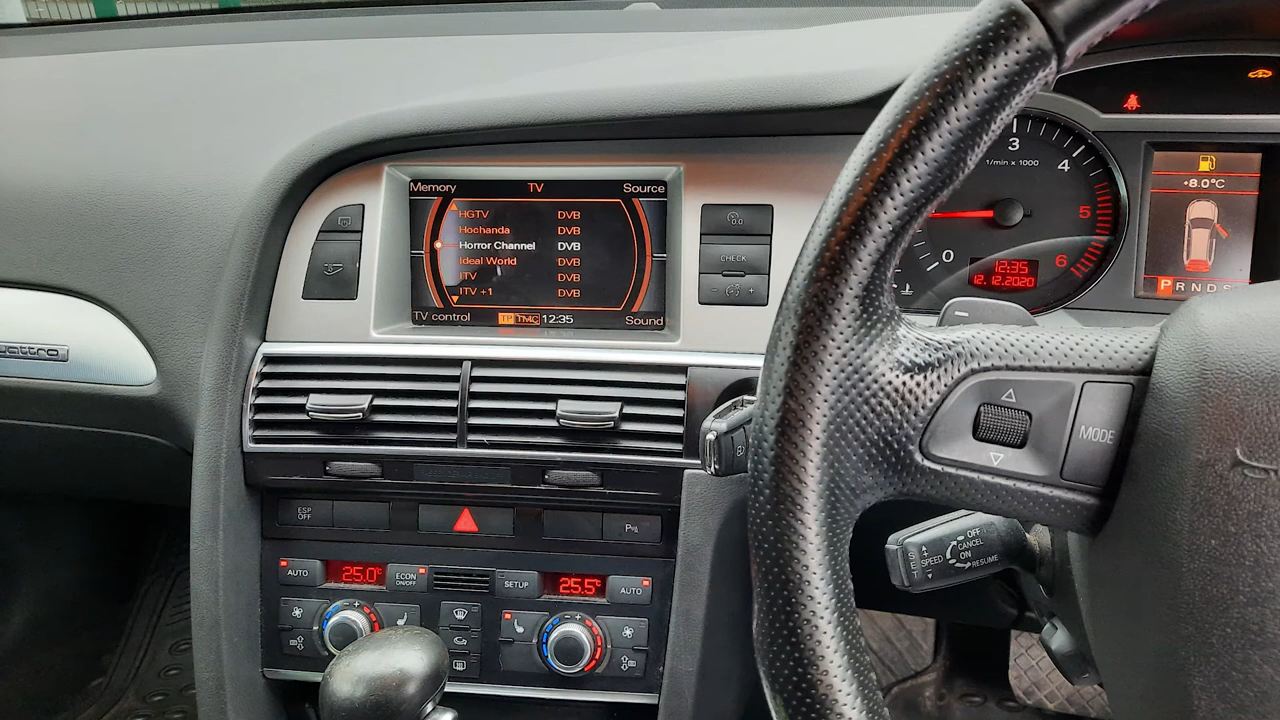 Memory TV Source
HGTV DVB
Hochanda DVB
Horror Channel DVB
Ideal World DVB
ITV DVB
ITV +1 DVB
TV control TP TMC 12:35 Sound
CHECK
3
4
1/min x 1000
5
6
0
12:35
12.12.2020
+8.0°C
P R N D S
uattro
MODE
ESP
OFF
AUTO 25.0° ECON
ON/OFF
SETUP 25.5°C AUTO
SET
SPEED
OFF
CANCEL
ON
RESUME